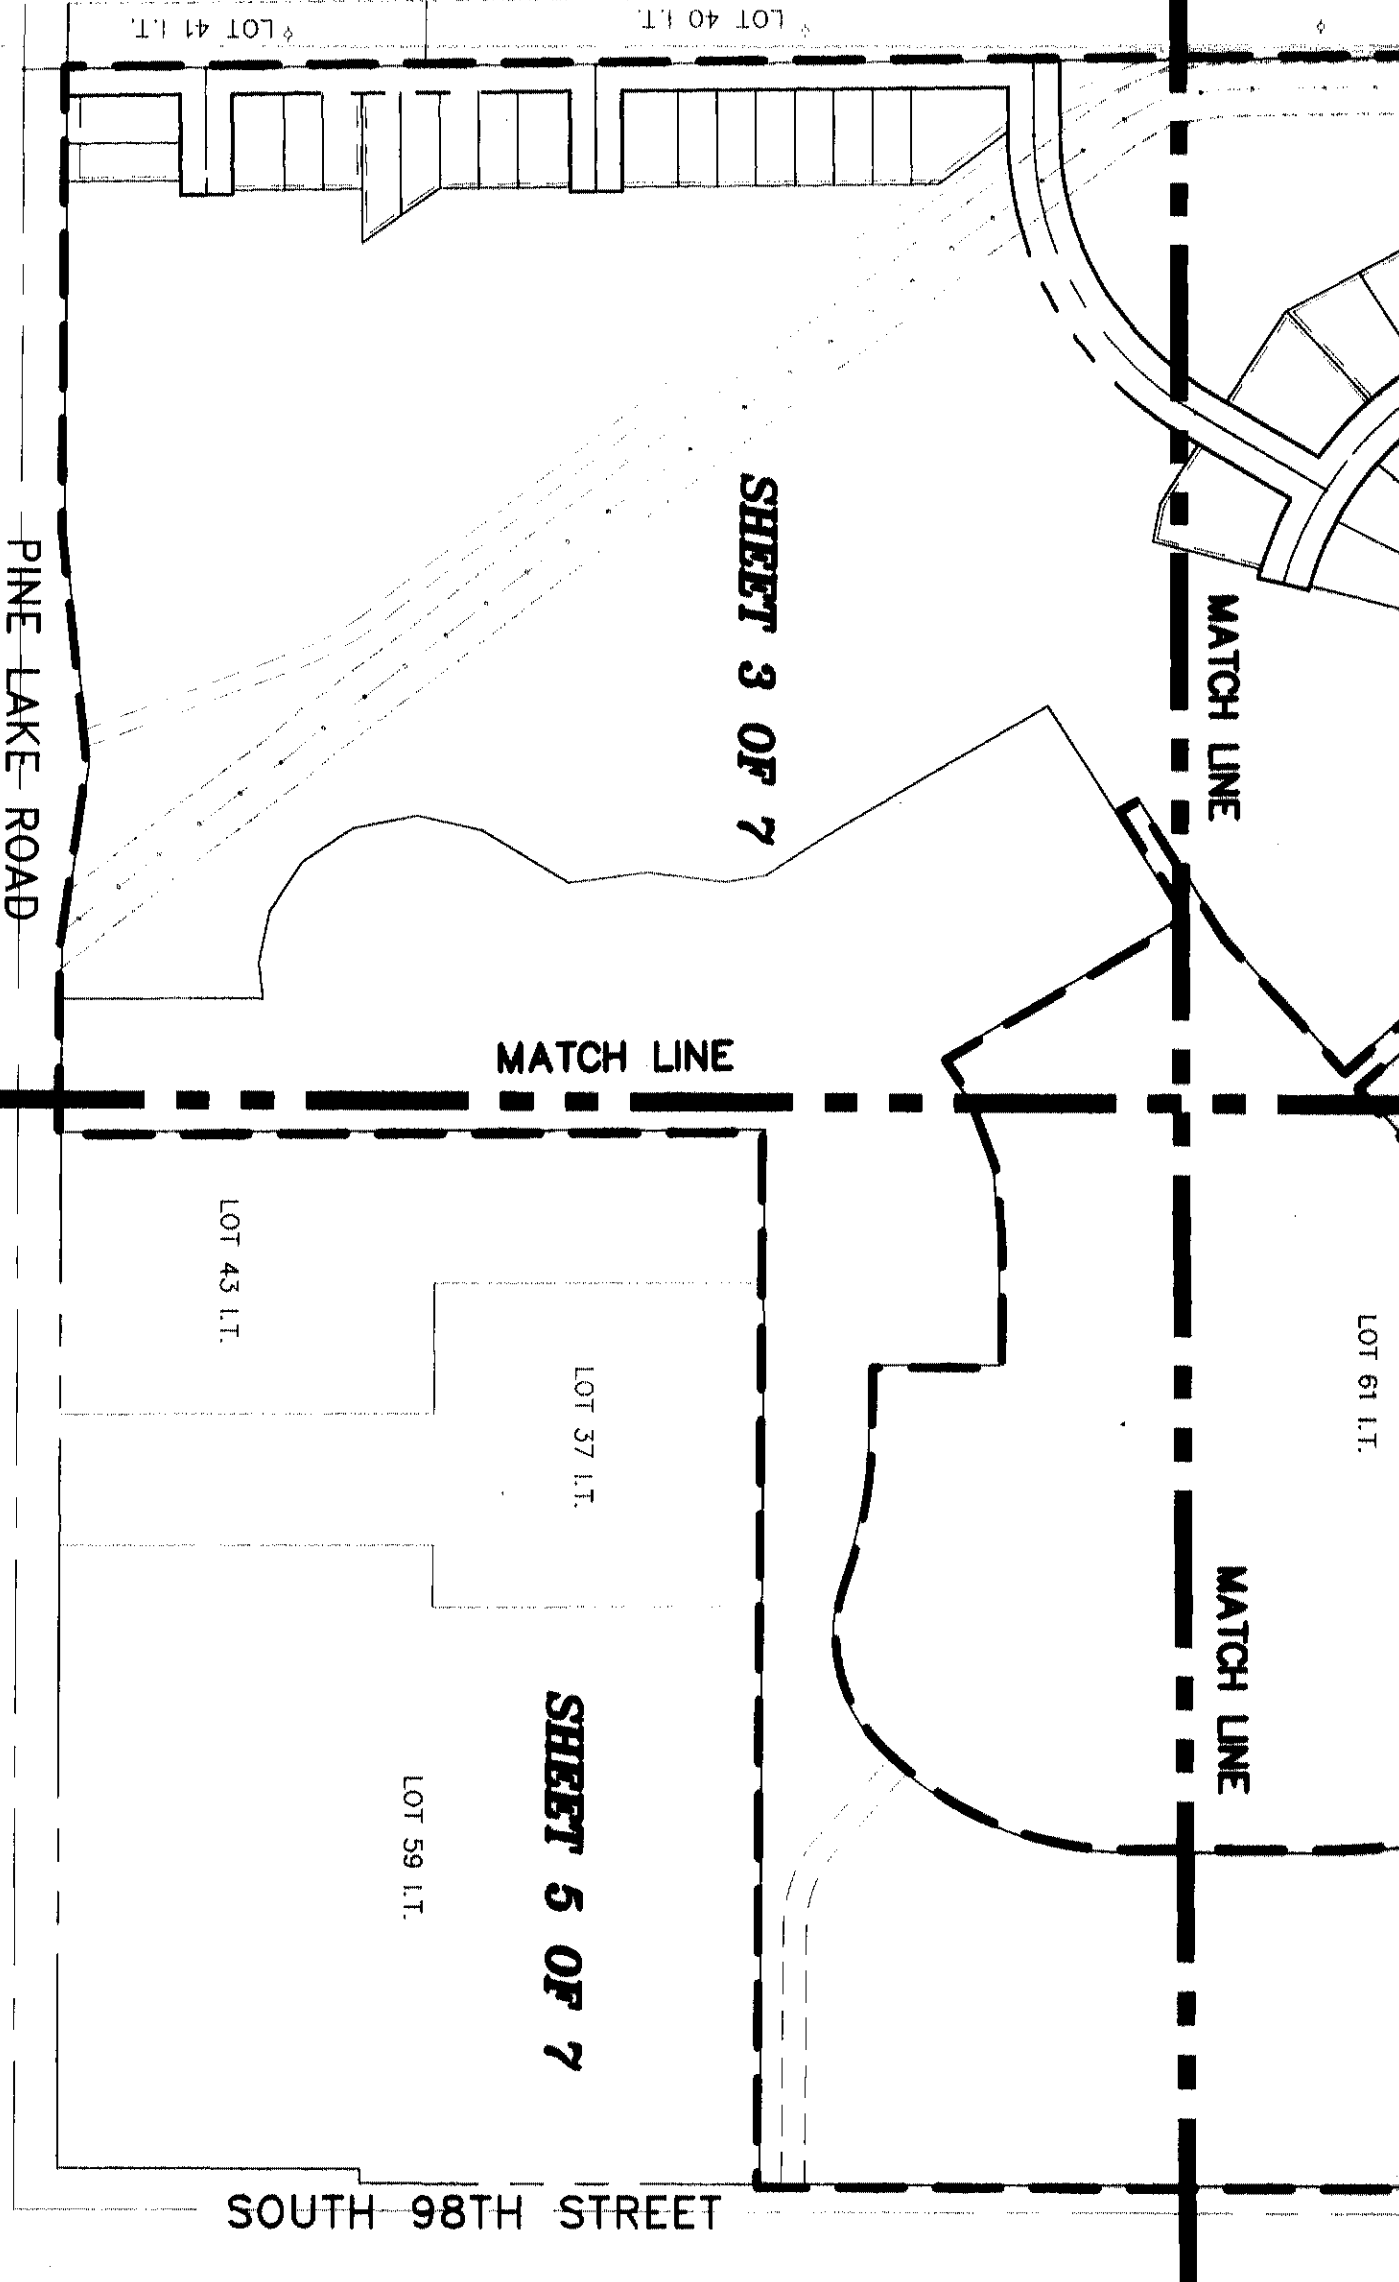 LOT 41 I.T.
LOT 40 I.T.
SHEET 3 OF 7
MATCH LINE
PINE LAKE ROAD
MATCH LINE
LOT 43 I.T.
LOT 37 I.T.
LOT 61 I.T.
MATCH LINE
SHEET 5 OF 7
LOT 59 I.T.
SOUTH 98TH STREET